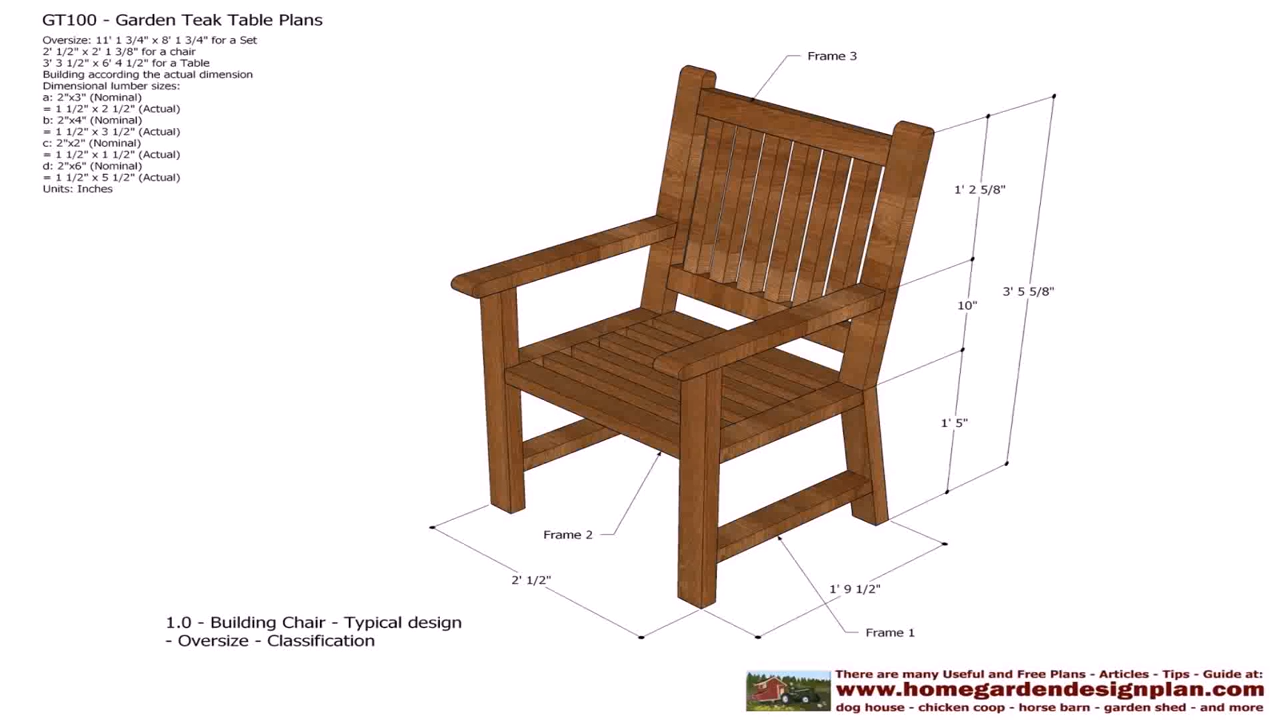 GT100 - Garden Teak Table Plans
Oversize: 11' 1 3/4" x 8' 1 3/4" for a Set
2' 1/2" x 2' 1 3/8" for a chair
3' 3 1/2" x 6' 4 1/2" for a Table
Building according the actual dimension
Dimensional lumber sizes:
a: 2"x3" (Nominal)
= 1 1/2" x 2 1/2" (Actual)
b: 2"x4" (Nominal)
= 1 1/2" x 3 1/2" (Actual)
c: 2"x2" (Nominal)
= 1 1/2" x 1 1/2" (Actual)
d: 2"x6" (Nominal)
= 1 1/2" x 5 1/2" (Actual)
Units: Inches
Frame 3
1' 2 5/8"
3' 5 5/8"
10"
1' 5"
Frame 2
2' 1/2"
1' 9 1/2"
Frame 1
1.0 - Building Chair - Typical design
- Oversize - Classification
There are many Useful and Free Plans - Articles - Tips - Guide at:
www.homegardendesignplan.com
dog house - chicken coop - horse barn - garden shed - and more